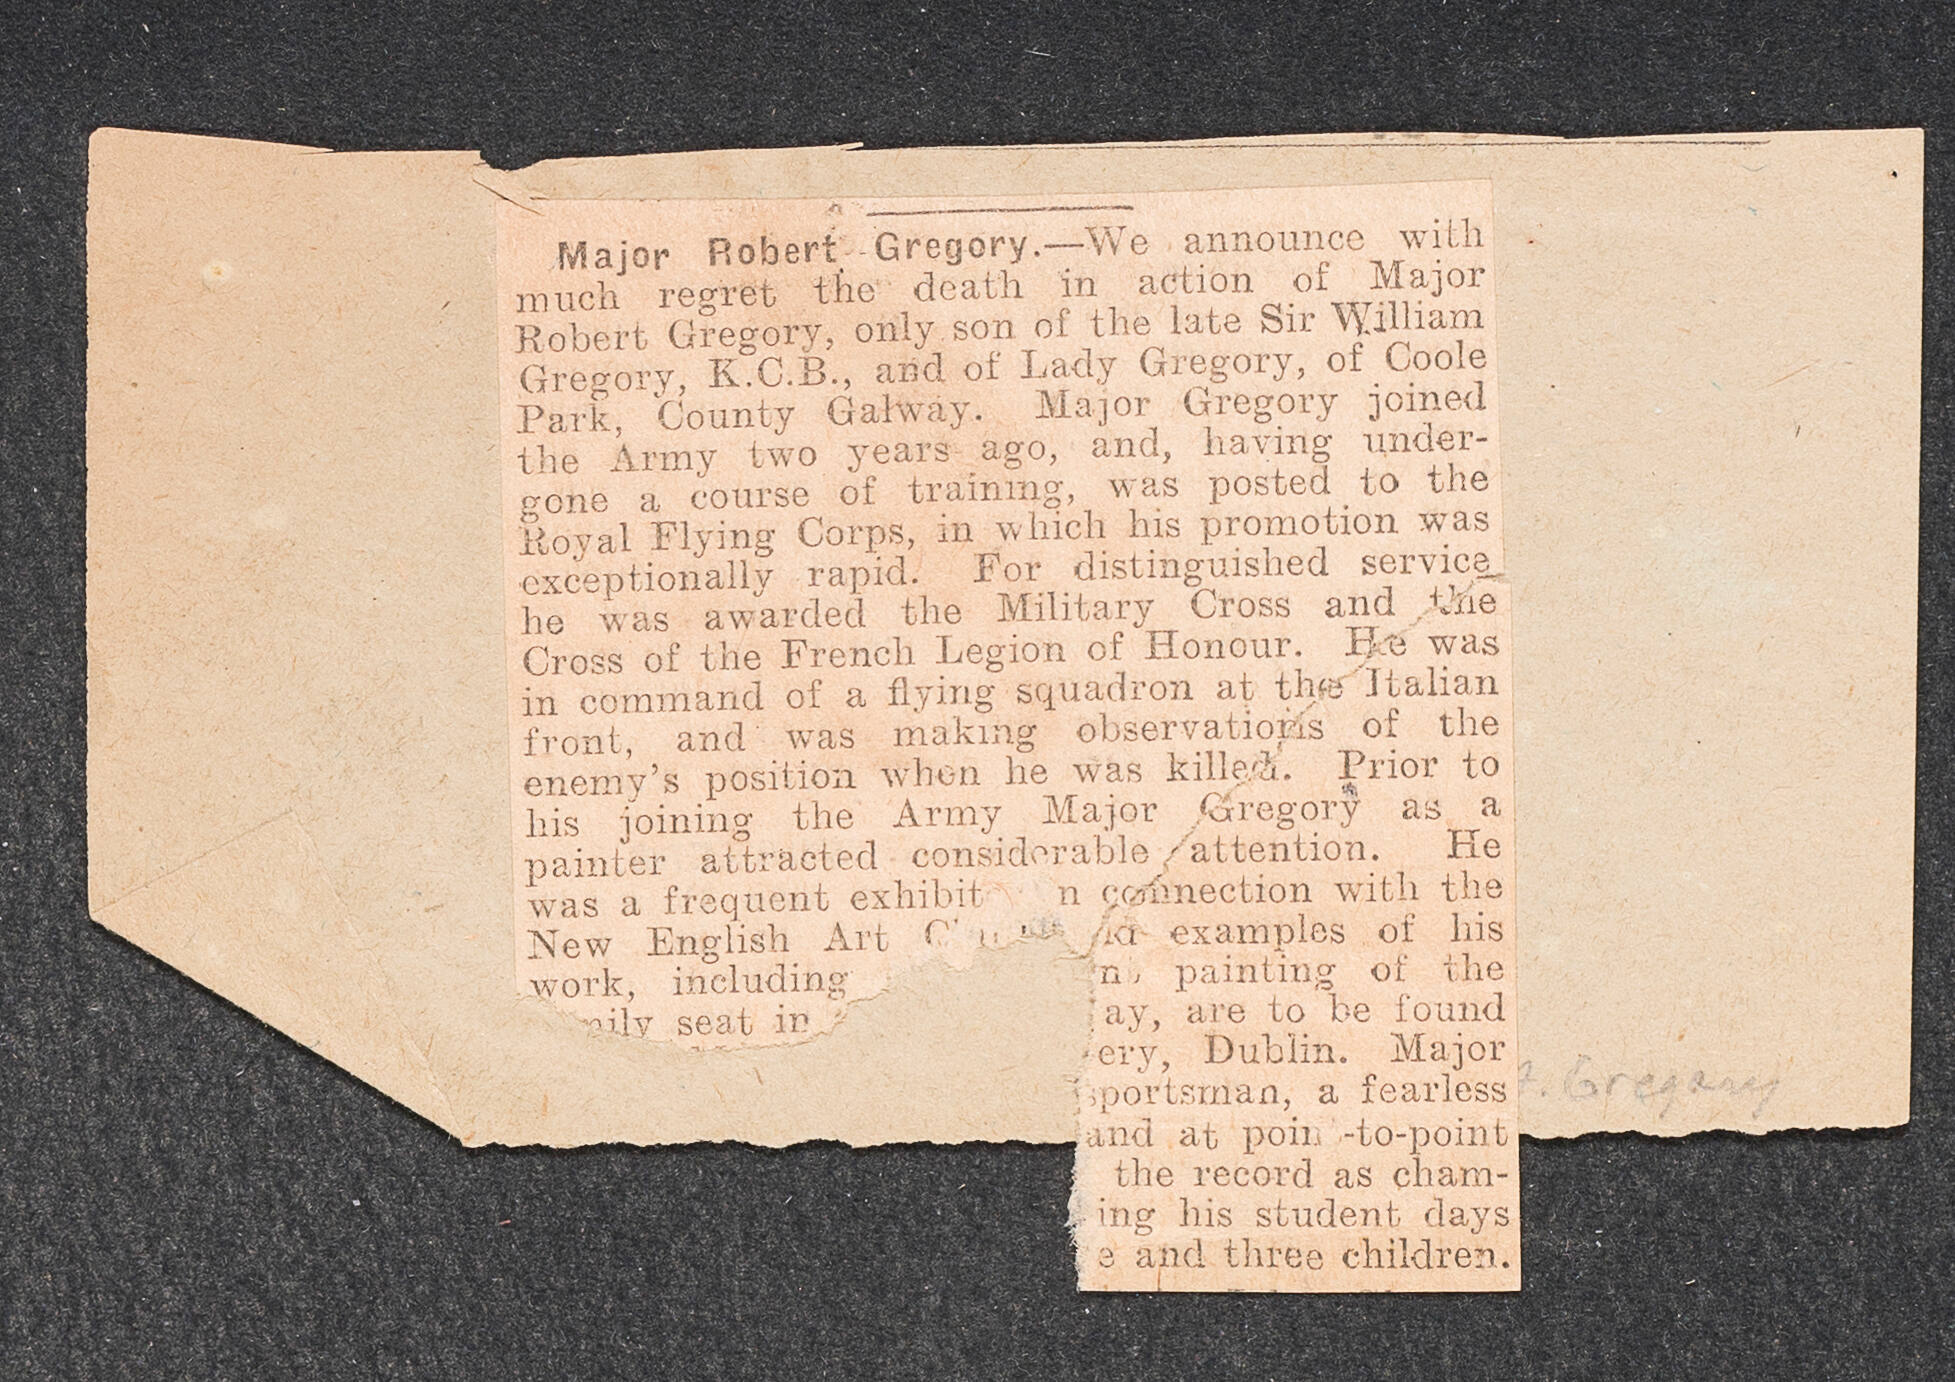 Major Robert Gregory.—We announce with
much regret the death in action of Major
Robert Gregory, only son of the late Sir William
Gregory, K.C.B., and of Lady Gregory, of Coole
Park, County Galway. Major Gregory joined
the Army two years ago, and, having under-
gone a course of training, was posted to the
Royal Flying Corps, in which his promotion was
exceptionally rapid. For distinguished service
he was awarded the Military Cross and the
Cross of the French Legion of Honour. He was
in command of a flying squadron at the Italian
front, and was making observations of the
enemy's position when he was killed. Prior to
his joining the Army Major Gregory as a
painter attracted considerable attention. He
was a frequent exhibit n connection with the
New English Art examples of his
work, including painting of the
seat in ay, are to be found
ery, Dublin. Major
sportsman, a fearless
and at poin -to-point
the record as cham-
ing his student days
e and three children.
Gregory